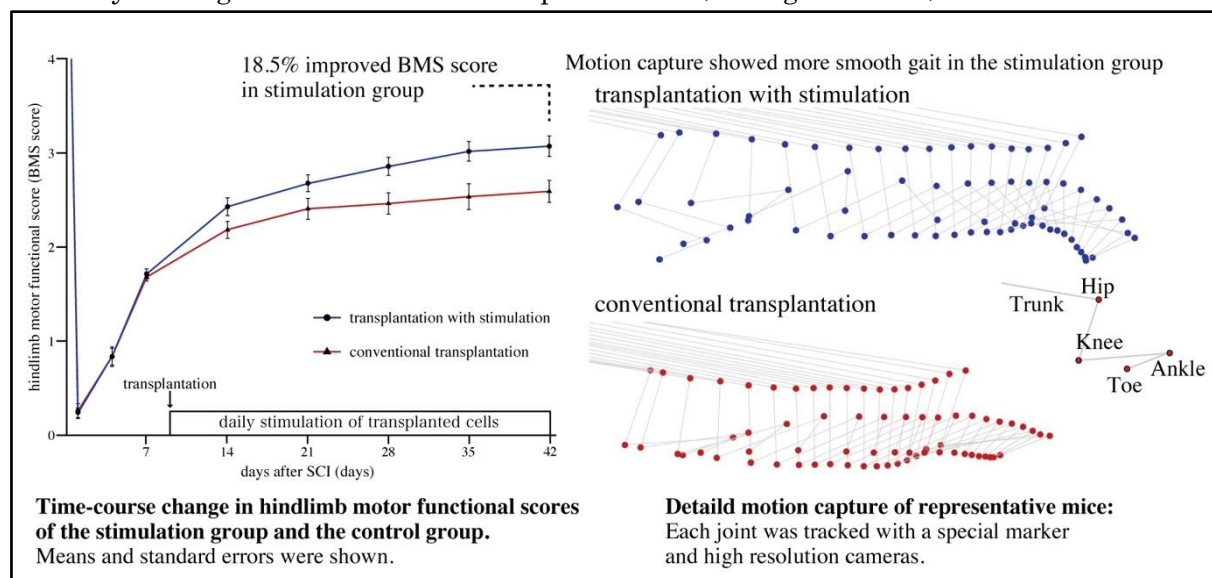 4
3
2
1
0
hindlimb motor functional score (BMS score)
18.5% improved BMS score
in stimulation group
transplantation with stimulation
conventional transplantation
transplantation
daily stimulation of transplanted cells
7
14
21
28
35
42
days after SCI (days)
Time-course change in hindlimb motor functional scores
of the stimulation group and the control group.
Means and standard errors were shown.
Motion capture showed more smooth gait in the stimulation group
transplantation with stimulation
conventional transplantation
Hip
Trunk
Knee
Ankle
Toe
Detaild motion capture of representative mice:
Each joint was tracked with a special marker
and high resolution cameras.